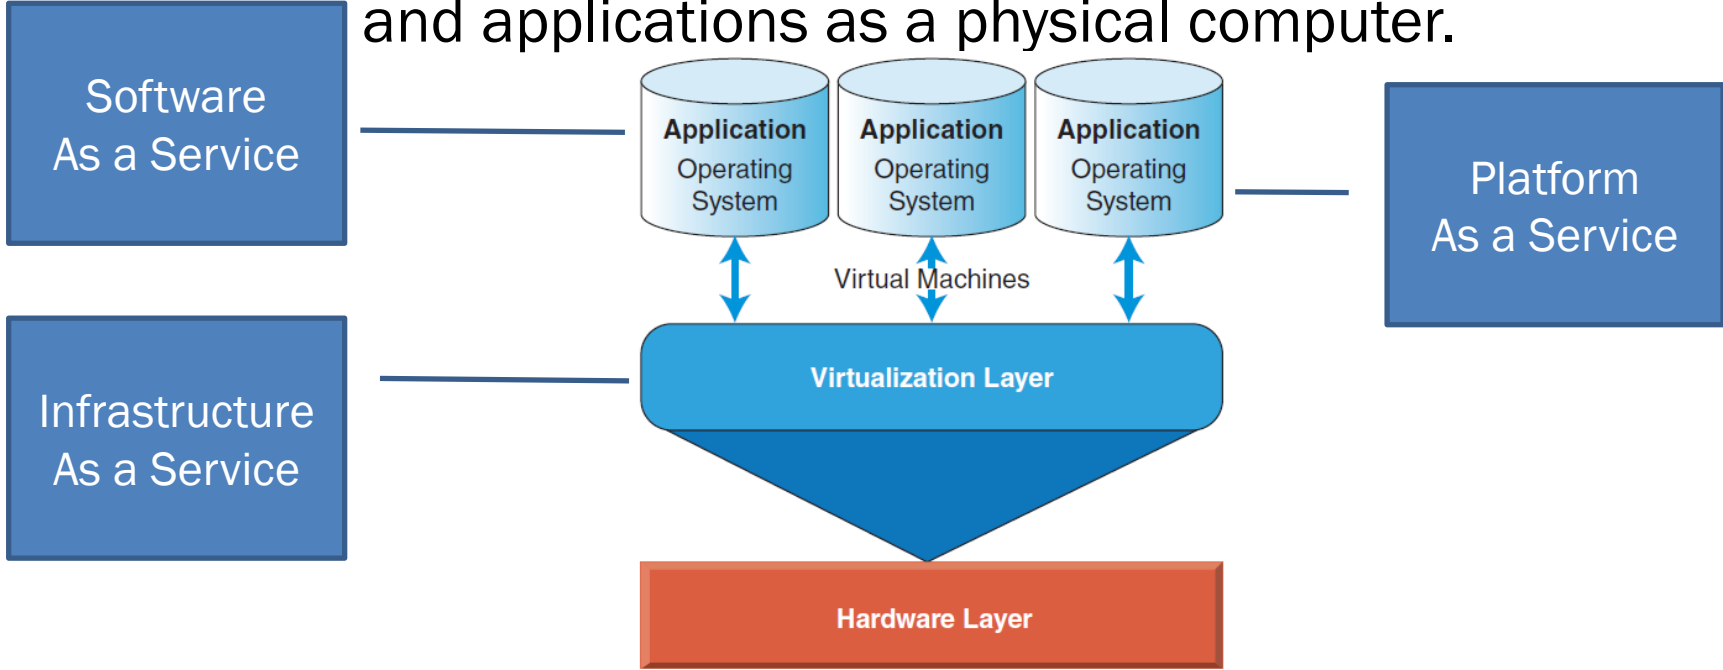 and applications as a physical computer.
Software
As a Service
Application
Operating
System
Application
Operating
System
Application
Operating
System
Platform
As a Service
Virtual Machines
Infrastructure
As a Service
Virtualization Layer
Hardware Layer